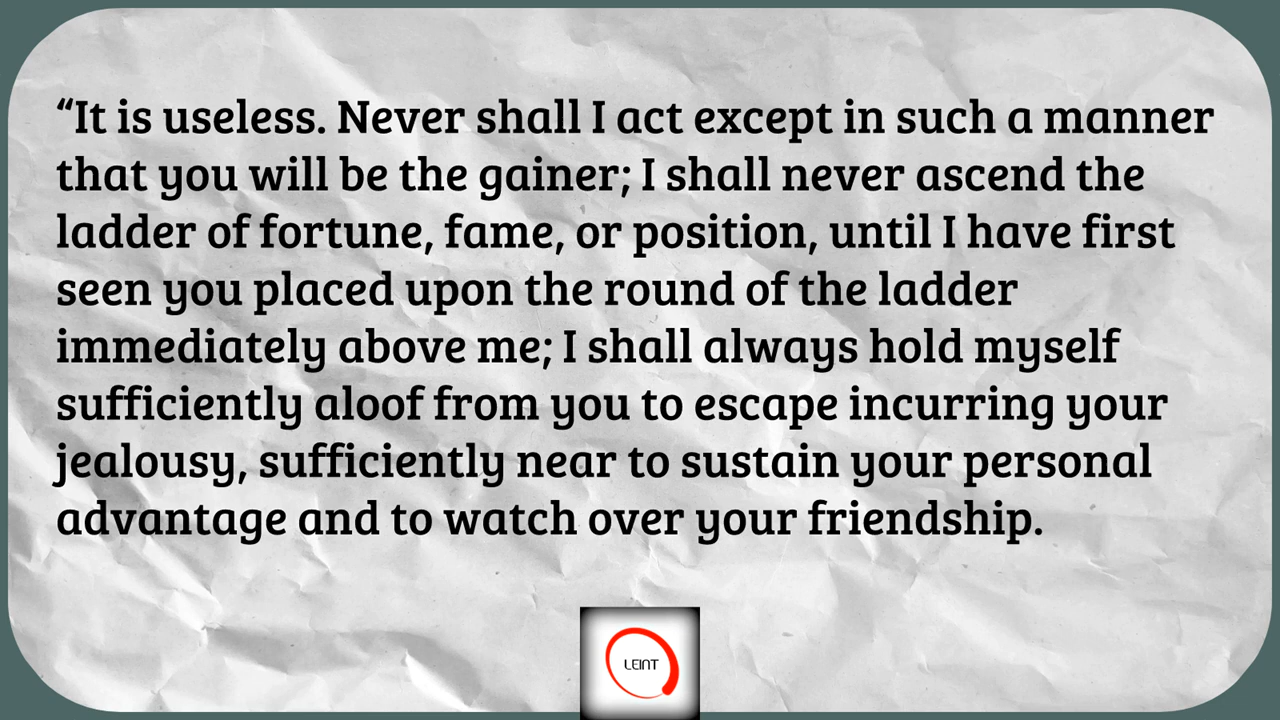 “It is useless. Never shall I act except in such a manner
that you will be the gainer; I shall never ascend the
ladder of fortune, fame, or position, until I have first
seen you placed upon the round of the ladder
immediately above me; I shall always hold myself
sufficiently aloof from you to escape incurring your
jealousy, sufficiently near to sustain your personal
advantage and to watch over your friendship.
LEINT